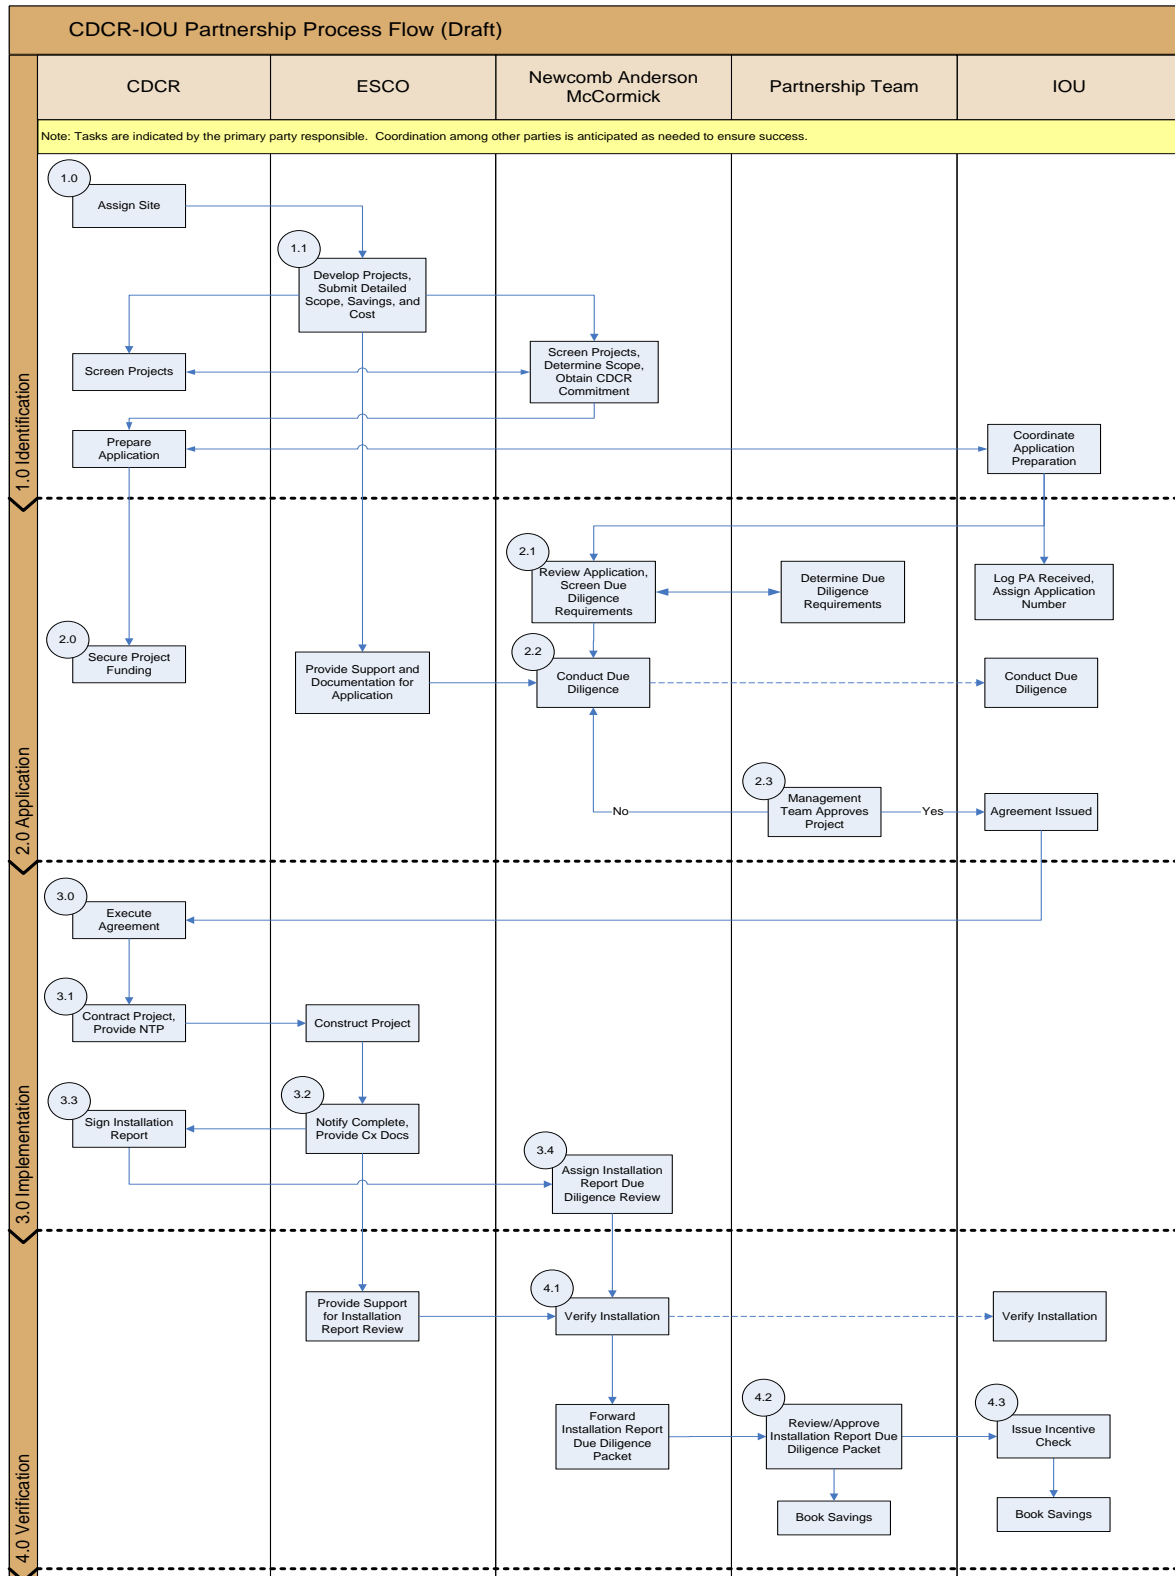 CDCR-IOU Partnership Process Flow (Draft)
CDCR
ESCO
Newcomb Anderson
McCormick
Partnership Team
IOU
Note: Tasks are indicated by the primary party responsible. Coordination among other parties is anticipated as needed to ensure success.
1.0 Identification
1.0
Assign Site
1.1
Develop Projects,
Submit Detailed
Scope, Savings, and
Cost
Screen Projects
Screen Projects,
Determine Scope,
Obtain CDCR
Commitment
Prepare
Application
Coordinate
Application
Preparation
2.0 Application
2.1
Review Application,
Screen Due
Diligence
Requirements
Determine Due
Diligence
Requirements
Log PA Received,
Assign Application
Number
2.0
Secure Project
Funding
Provide Support and
Documentation for
Application
2.2
Conduct Due
Diligence
Conduct Due
Diligence
2.3
Management
Team Approves
Project
No
Yes
Agreement Issued
3.0 Implementation
3.0
Execute
Agreement
3.1
Contract Project,
Provide NTP
Construct Project
3.3
Sign Installation
Report
3.2
Notify Complete,
Provide Cx Docs
3.4
Assign Installation
Report Due
Diligence Review
4.0 Verification
Provide Support
for Installation
Report Review
4.1
Verify Installation
Verify Installation
Forward
Installation Report
Due Diligence
Packet
4.2
Review/Approve
Installation Report Due
Diligence Packet
4.3
Issue Incentive
Check
Book Savings
Book Savings